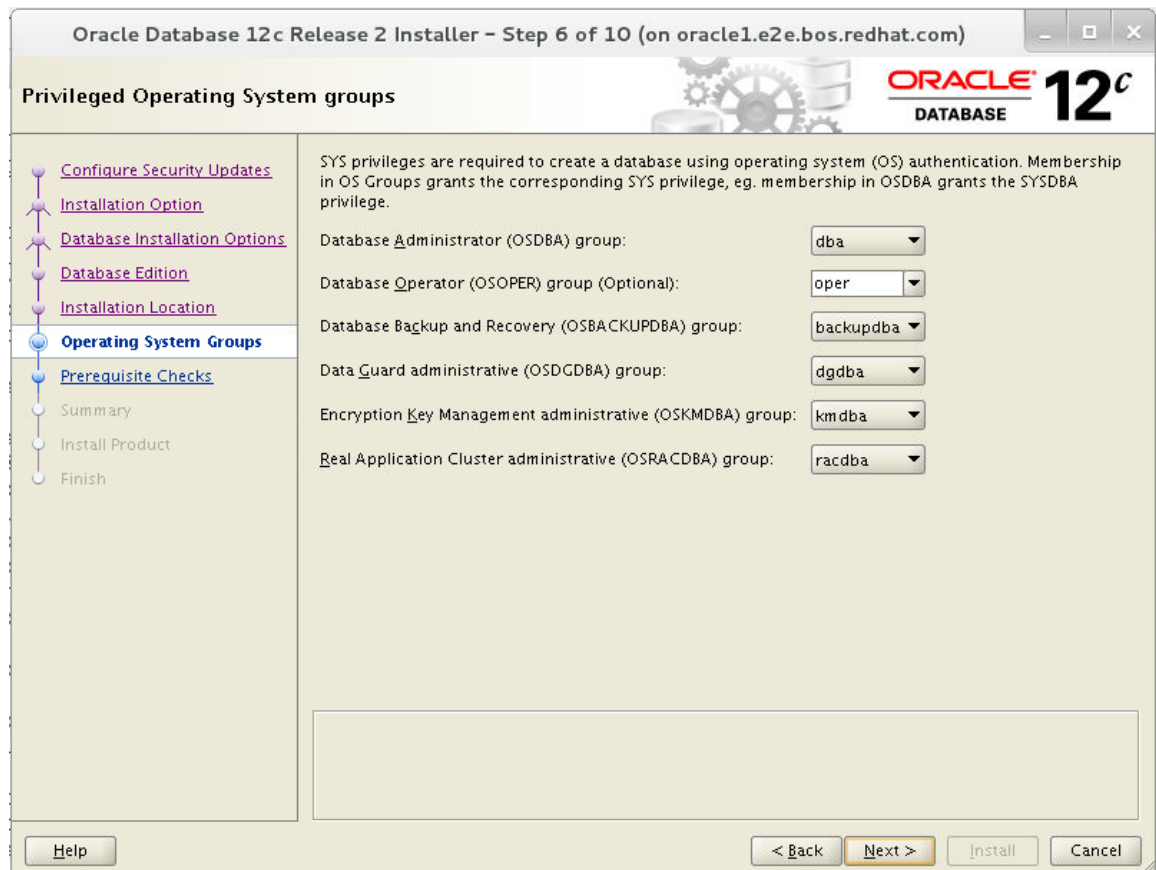 Oracle Database 12c Release 2 Installer – Step 6 of 10 (on oracle1.e2e.bos.redhat.com)
Privileged Operating System groups
ORACLE
DATABASE
12c
Configure Security Updates
Installation Option
Database Installation Options
Database Edition
Installation Location
Operating System Groups
Prerequisite Checks
Summary
Install Product
Finish
SYS privileges are required to create a database using operating system (OS) authentication. Membership
in OS Groups grants the corresponding SYS privilege, eg. membership in OSDBA grants the SYSDBA
privilege.
Database Administrator (OSDBA) group: dba
Database Operator (OSOPER) group (Optional): oper
Database Backup and Recovery (OSBACKUPDBA) group: backupdba
Data Guard administrative (OSDGDBA) group: dgdba
Encryption Key Management administrative (OSKMDBA) group: kmdba
Real Application Cluster administrative (OSRACDBA) group: racdba
Help
< Back
Next >
Install
Cancel